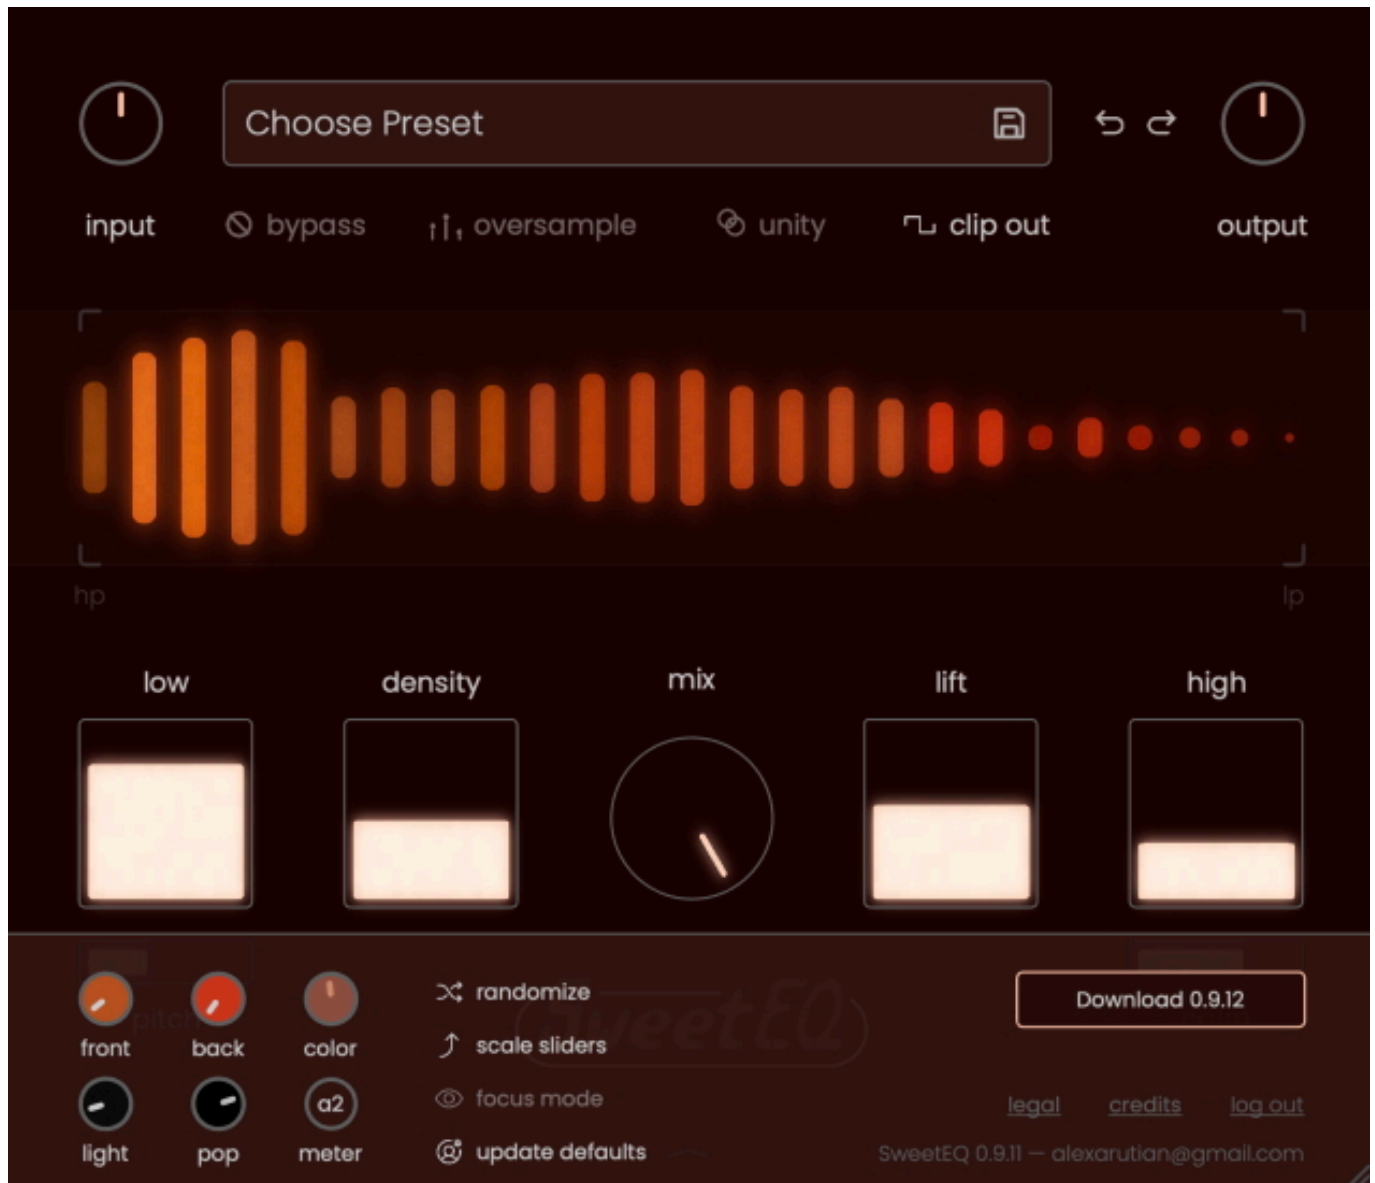 Choose Preset
input bypass oversample unity clip out output
hp lp
low density mix lift high
randomize Download 0.9.12
pitch SweetEQ
front back color scale sliders
a2 focus mode legal credits log out
light pop meter update defaults SweetEQ 0.9.11 — alexarutian@gmail.com